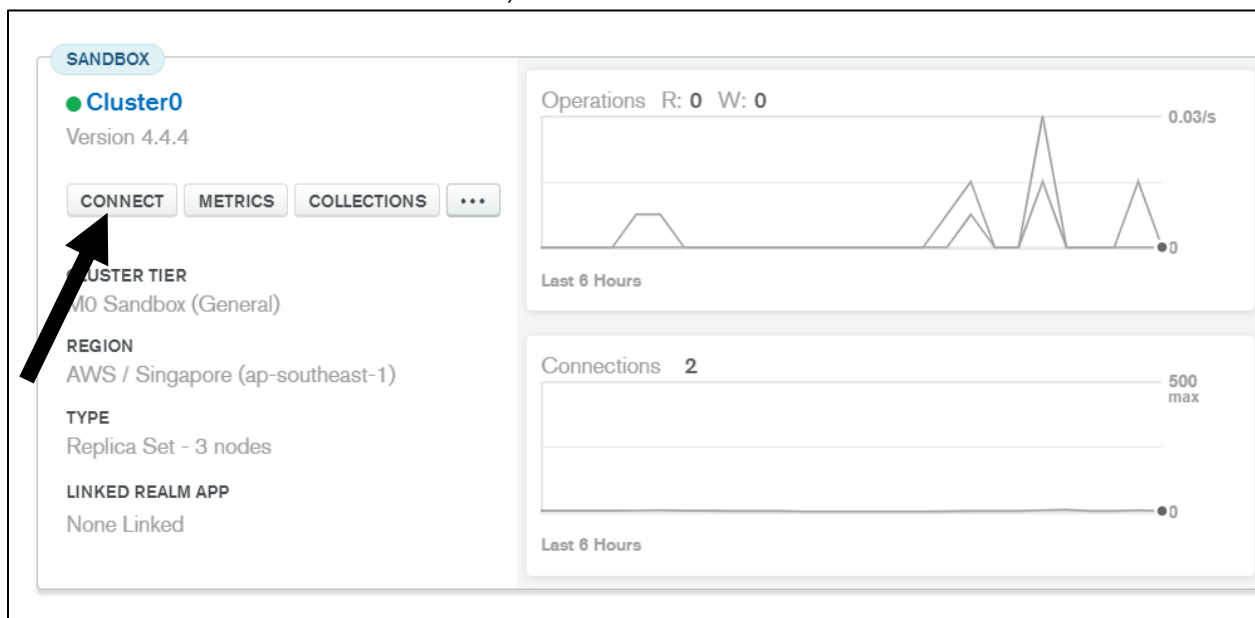 SANDBOX
Cluster0
Version 4.4.4
CONNECT METRICS COLLECTIONS ...
CLUSTER TIER
M0 Sandbox (General)
REGION
AWS / Singapore (ap-southeast-1)
TYPE
Replica Set - 3 nodes
LINKED REALM APP
None Linked
Operations R: 0 W: 0
0.03/s
0
Last 6 Hours
Connections 2
500
max
0
Last 6 Hours